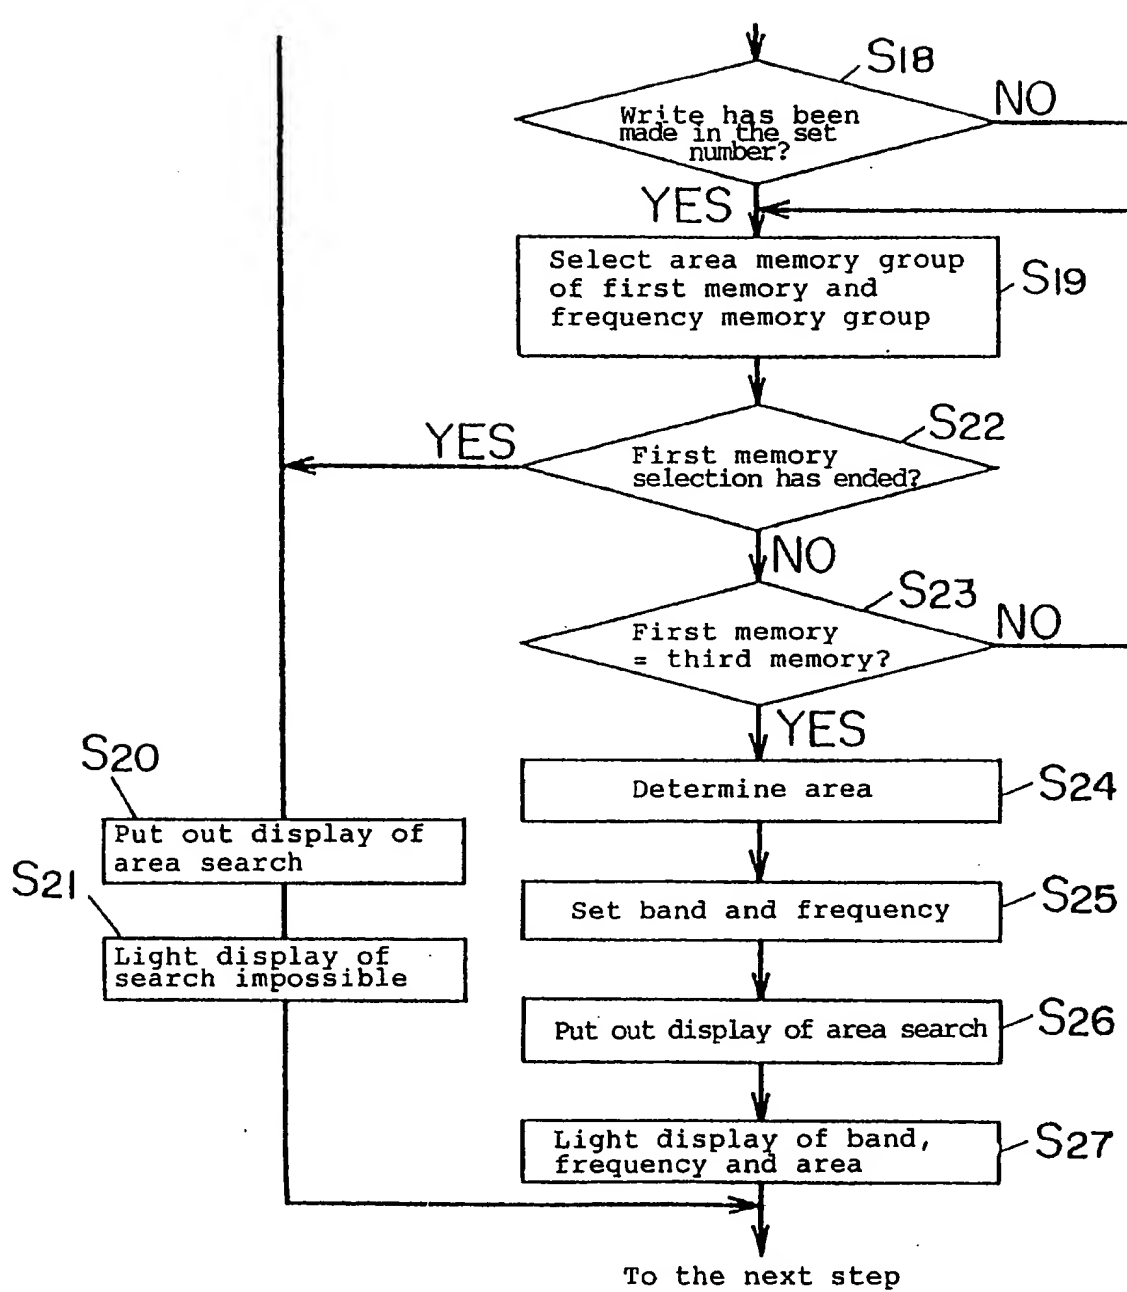 S18
NO
Write has been
made in the set
number?
YES
Select area memory group
of first memory and
frequency memory group
S19
YES
S22
First memory
selection has ended?
NO
S23
NO
First memory
= third memory?
YES
S20
Put out display of
area search
S21
Light display of
search impossible
Determine area
S24
Set band and frequency
S25
Put out display of area search
S26
Light display of band,
frequency and area
S27
To the next step